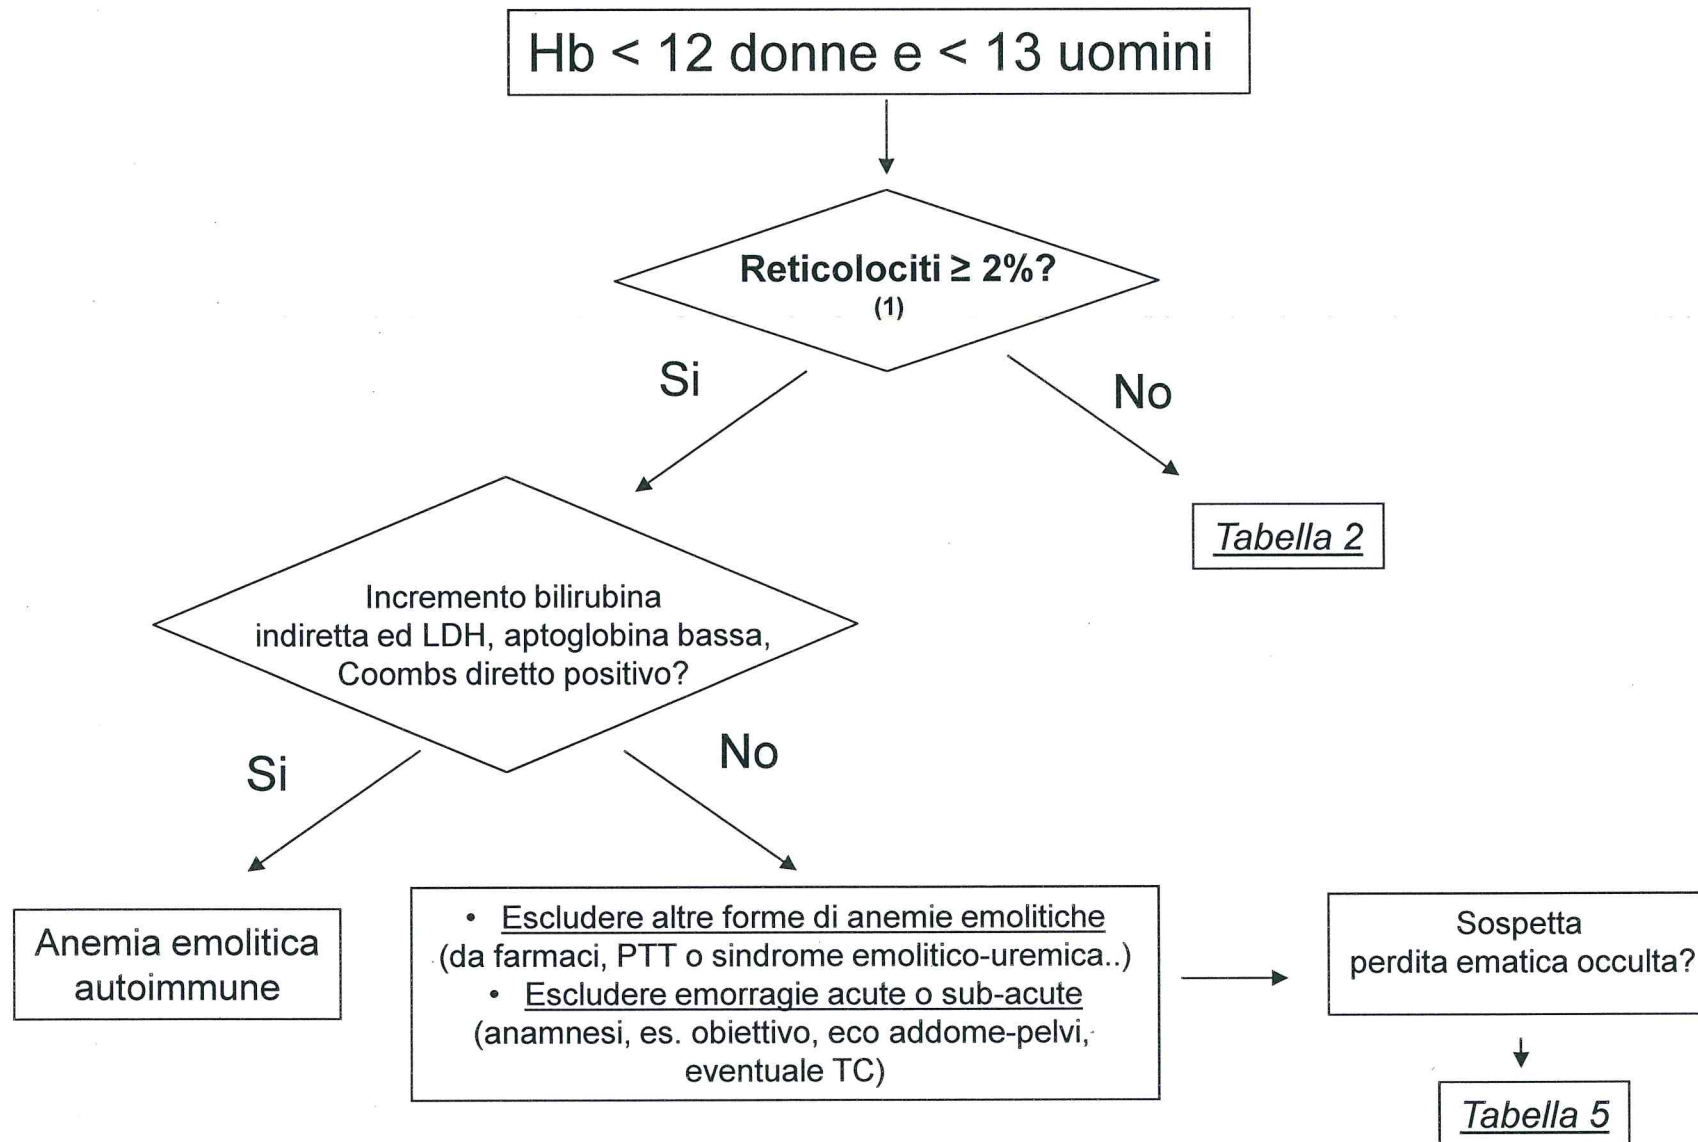 Hb < 12 donne e < 13 uomini
Reticolociti ≥ 2%?
(1)
Si
No
Tabella 2
Incremento bilirubina
indiretta ed LDH, aptoglobina bassa,
Coombs diretto positivo?
Si
No
Anemia emolitica
autoimmune
• Escludere altre forme di anemie emolitiche
(da farmaci, PTT o sindrome emolitico-uremica..)
• Escludere emorragie acute o sub-acute
(anamnesi, es. obiettivo, eco addome-pelvi,
eventuale TC)
Sospetta
perdita ematica occulta?
Tabella 5